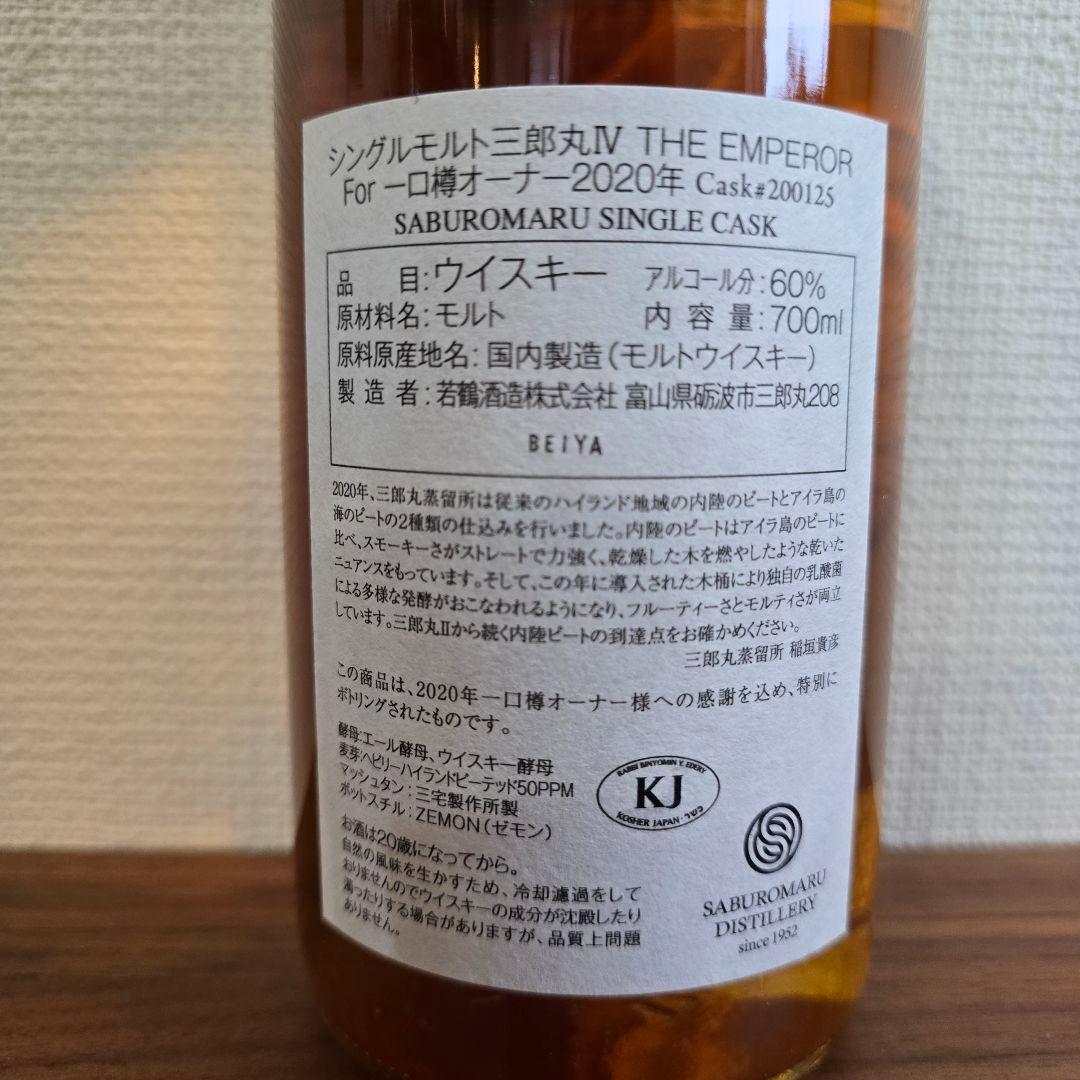 シングルモルト三郎丸Ⅳ THE EMPEROR
For 一口樽オーナー2020年 Cask#200125
SABUROMARU SINGLE CASK
品目:ウイスキー アルコール分:60%
原材料名:モルト 内容量:700ml
原料原産地名:国内製造(モルトウイスキー)
製造者:若鶴酒造株式会社 富山県砺波市三郎丸208
BEIYA
2020年、三郎丸蒸留所は従来のハイランド地域の内陸のピートとアイラ島の
海のピートの2種類の仕込みを行いました。内陸のピートはアイラ島のピートに
比べ、スモーキーさがストレートで力強く、乾燥した木を燃やしたような乾いた
ニュアンスをもっています。そして、この年に導入された木桶により独自の乳酸菌
による多様な発酵がおこなわれるようになり、フルーティーさとモルティさが両立
しています。三郎丸Ⅱから続く内陸ピートの到達点をお確かめください。
三郎丸蒸留所 稲垣貴彦
この商品は、2020年一口樽オーナー様への感謝を込め、特別に
ボトリングされたものです。
酵母:エール酵母、ウイスキー酵母
麦芽:ヘビリーハイランドピーテッド50PPM
マッシュタン:三宅製作所製
ポットスチル:ZEMON(ゼモン)
RABBI BINYOMIN Y. EDERY
KJ
KOSHER JAPAN・כשר
お酒は20歳になってから。
自然の風味を生かすため、冷却濾過をして
おりませんのでウイスキーの成分が沈殿したり
濁ったりする場合がありますが、品質上問題
ありません。
SABUROMARU
DISTILLERY
since 1952